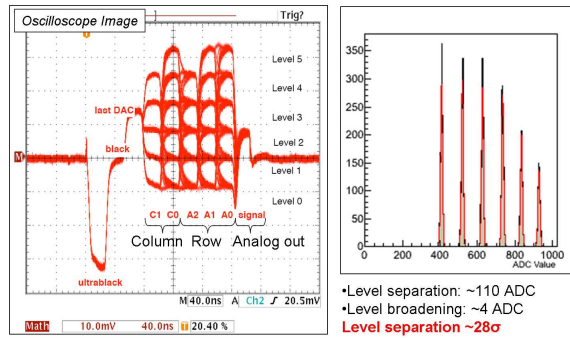 Oscilloscope Image
Trig?
Level 5
Level 4
last DAC
Level 3
Level 2
black
M
Level 1
Level 0
C1 C0 A2 A1 A0 signal
Column Row Analog out
ultrablack
M 40.0ns A Ch2 ʃ 20.5mV
Math 10.0mV 40.0ns 20.40 %
350
300
250
200
150
100
50
0
0 200 400 600 800 1000
ADC Value
•Level separation: ~110 ADC
•Level broadening: ~4 ADC
Level separation ~28σ